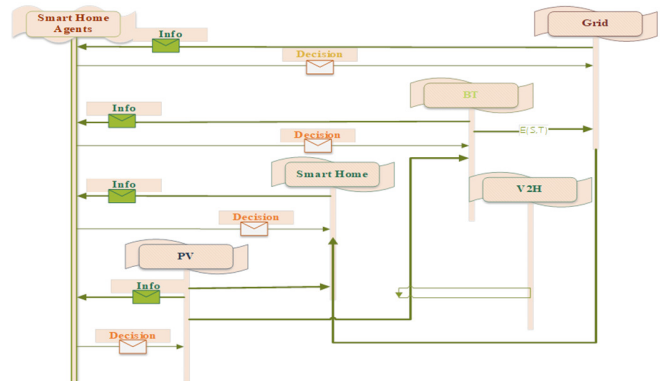 Smart Home
Agents
Grid
Info
Decision
BT
Info
E(S,T)
Decision
Smart Home
Info
V2H
Decision
PV
Info
Decision